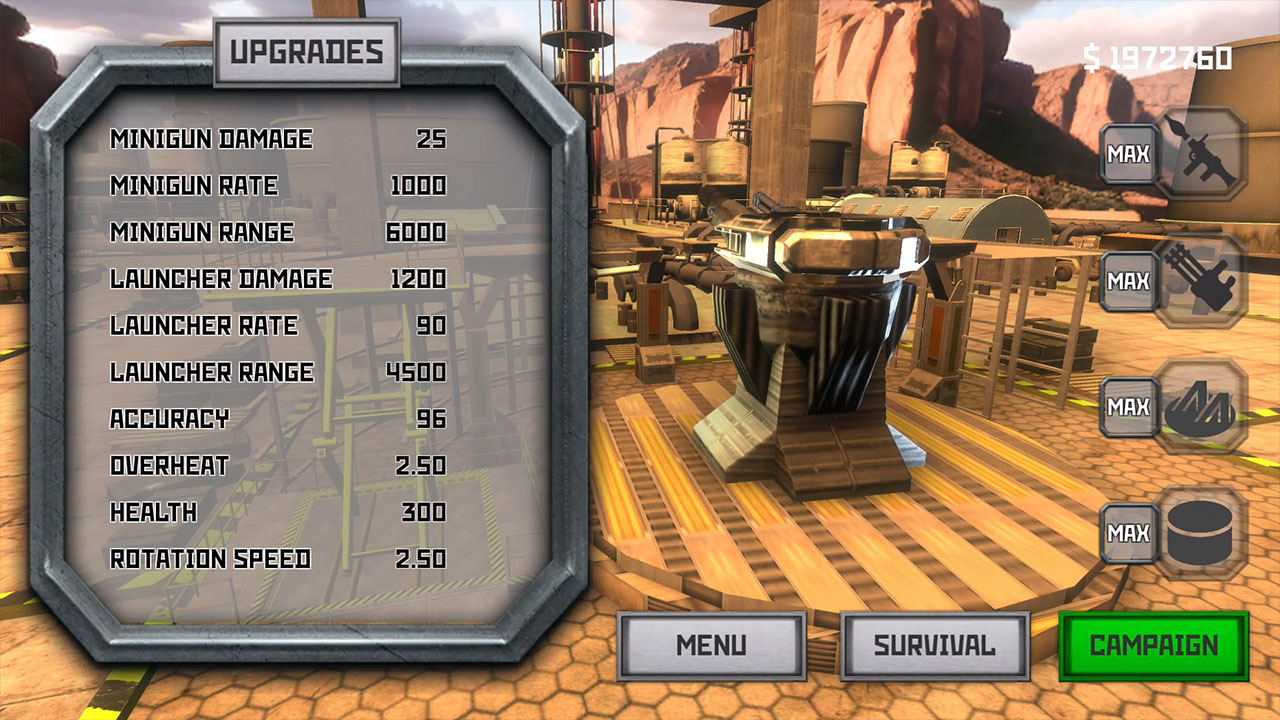 UPGRADES
$ 1972760
MINIGUN DAMAGE 25
MINIGUN RATE 1000
MINIGUN RANGE 6000
LAUNCHER DAMAGE 1200
LAUNCHER RATE 90
LAUNCHER RANGE 4500
ACCURACY 96
OVERHEAT 2.50
HEALTH 300
ROTATION SPEED 2.50
MAX
MAX
MAX
MAX
MENU
SURVIVAL
CAMPAIGN